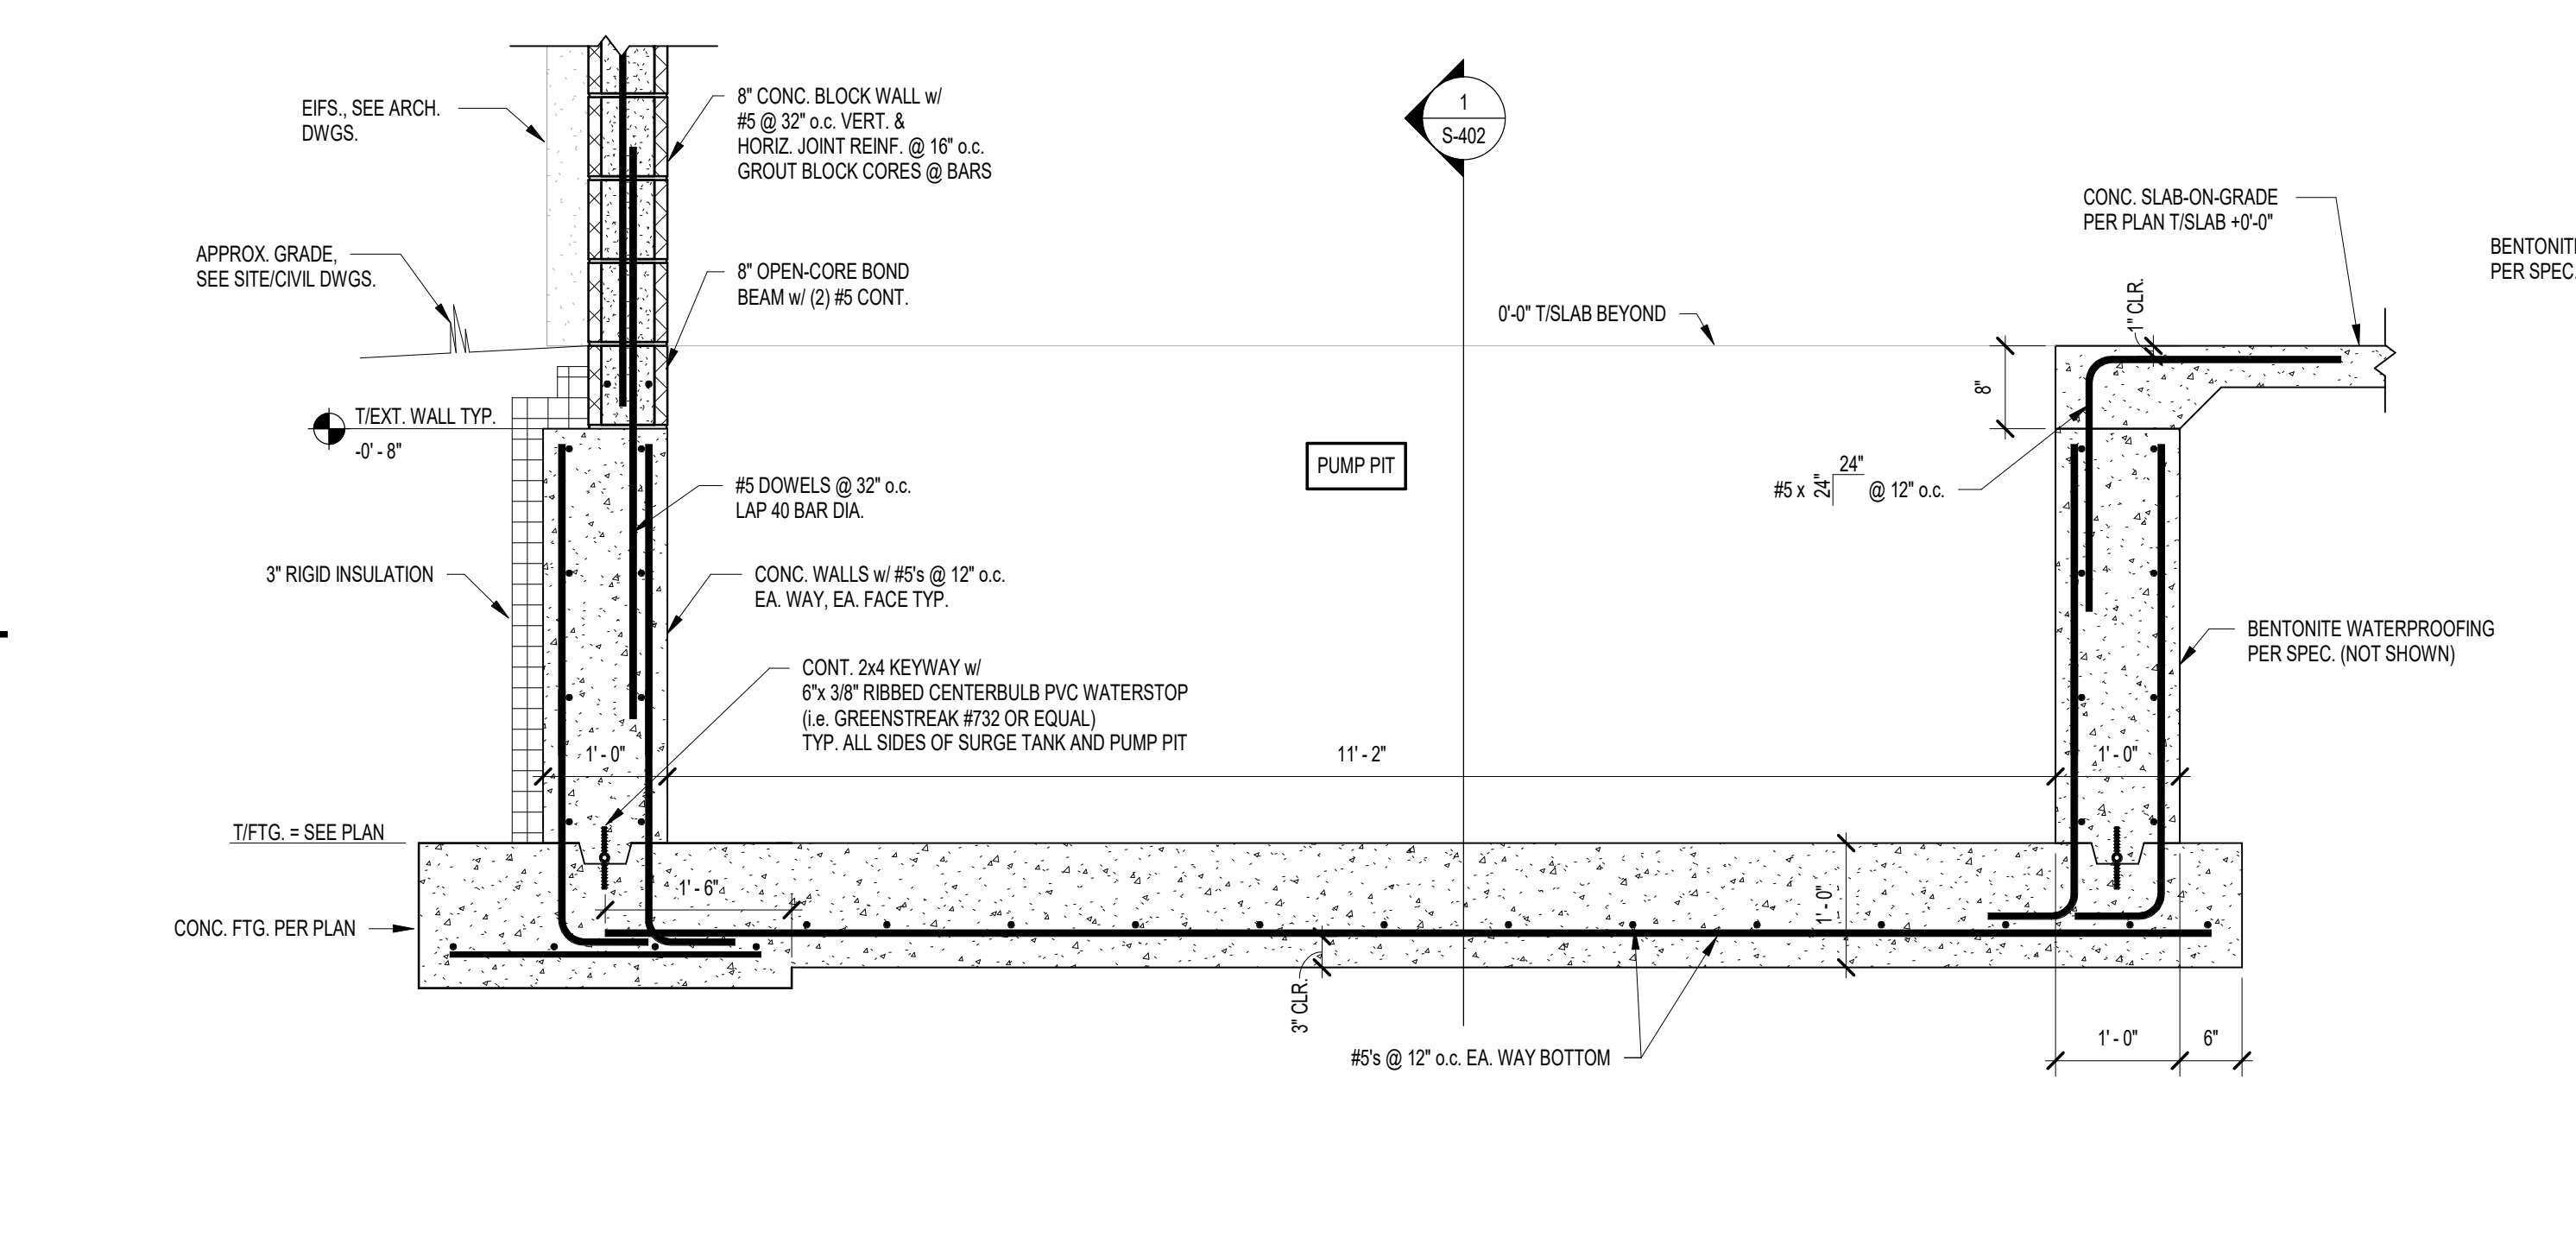 EIFS., SEE ARCH.
DWGS.
8" CONC. BLOCK WALL w/
#5 @ 32" o.c. VERT. &
HORIZ. JOINT REINF. @ 16" o.c.
GROUT BLOCK CORES @ BARS
1
S-402
CONC. SLAB-ON-GRADE
PER PLAN T/SLAB +0'-0"
BENTONITE
PER SPEC.
APPROX. GRADE,
SEE SITE/CIVIL DWGS.
8" OPEN-CORE BOND
BEAM w/ (2) #5 CONT.
0'-0" T/SLAB BEYOND
1" CLR.
8"
T/EXT. WALL TYP.
-0' - 8"
PUMP PIT
#5 DOWELS @ 32" o.c.
LAP 40 BAR DIA.
24"
#5 x 24" @ 12" o.c.
3" RIGID INSULATION
CONC. WALLS w/ #5's @ 12" o.c.
EA. WAY, EA. FACE TYP.
BENTONITE WATERPROOFING
PER SPEC. (NOT SHOWN)
CONT. 2x4 KEYWAY w/
6"x 3/8" RIBBED CENTERBULB PVC WATERSTOP
(i.e. GREENSTREAK #732 OR EQUAL)
TYP. ALL SIDES OF SURGE TANK AND PUMP PIT
1' - 0"
11' - 2"
1' - 0"
T/FTG. = SEE PLAN
1' - 6"
1' - 0"
CONC. FTG. PER PLAN
3" CLR.
#5's @ 12" o.c. EA. WAY BOTTOM
1' - 0"
6"